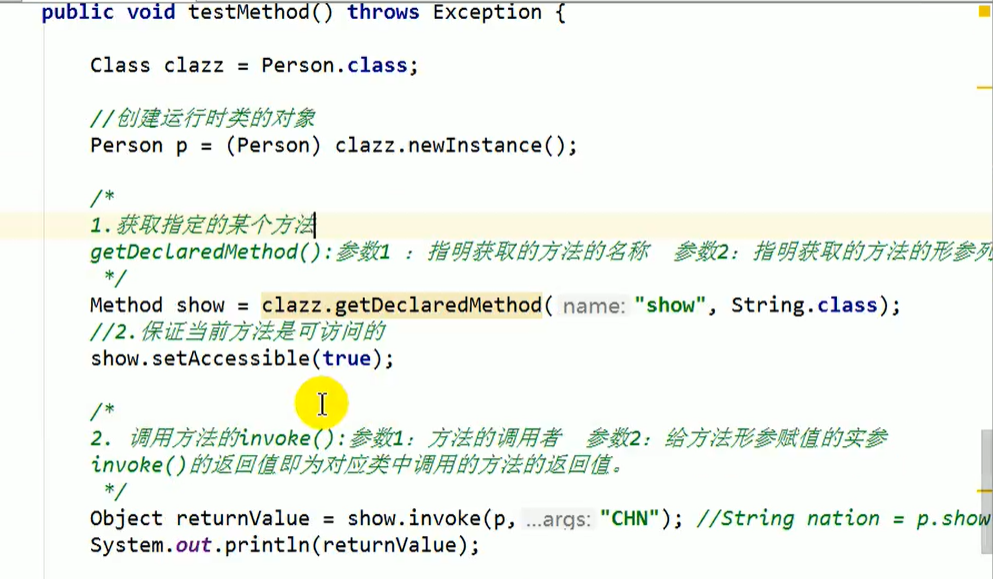 public void testMethod() throws Exception {
Class clazz = Person.class;
//创建运行时类的对象
Person p = (Person) clazz.newInstance();
/*
1.获取指定的某个方法
getDeclaredMethod():参数1 ：指明获取的方法的名称  参数2：指明获取的方法的形参列
*/
Method show = clazz.getDeclaredMethod( name: "show", String.class);
//2.保证当前方法是可访问的
show.setAccessible(true);
/*
2. 调用方法的invoke():参数1：方法的调用者  参数2：给方法形参赋值的实参
invoke()的返回值即为对应类中调用的方法的返回值。
*/
Object returnValue = show.invoke(p, ...args: "CHN"); //String nation = p.show
System.out.println(returnValue);